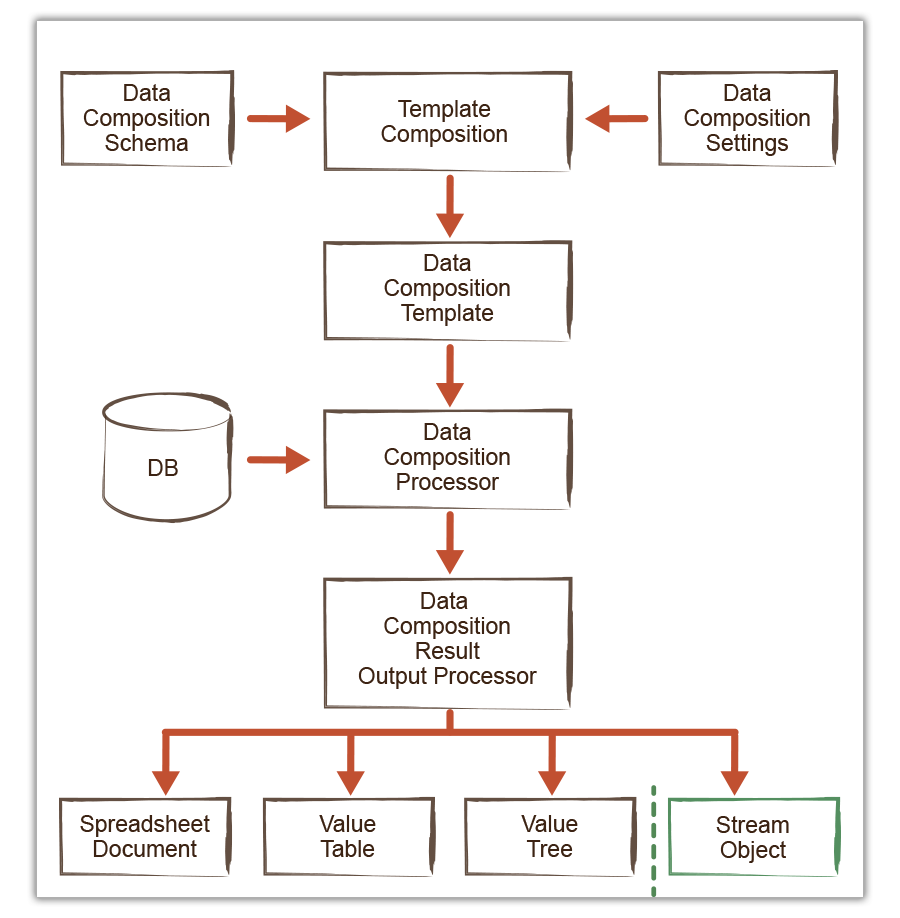 Data
Composition
Schema
Template
Composition
Data
Composition
Settings
Data
Composition
Template
DB
Data
Composition
Processor
Data
Composition
Result
Output Processor
Spreadsheet
Document
Value
Table
Value
Tree
Stream
Object